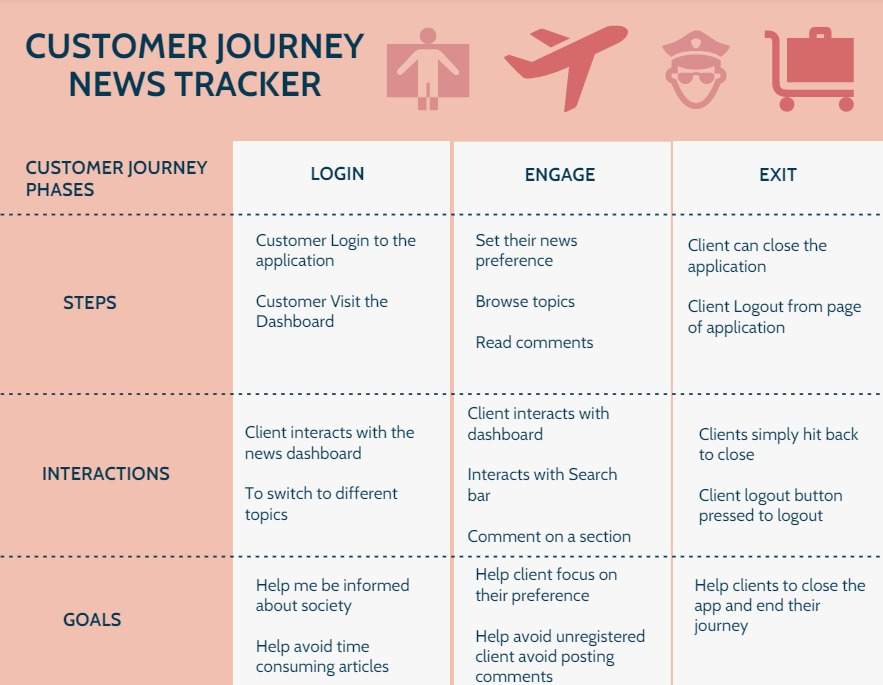 CUSTOMER JOURNEY
NEWS TRACKER
CUSTOMER JOURNEY
PHASES
LOGIN
ENGAGE
EXIT
STEPS
Customer Login to the
application
Customer Visit the
Dashboard
Set their news
preference
Browse topics
Read comments
Client can close the
application
Client Logout from page
of application
INTERACTIONS
Client interacts with the
news dashboard
To switch to different
topics
Client interacts with
dashboard
Interacts with Search
bar
Comment on a section
Clients simply hit back
to close
Client logout button
pressed to logout
GOALS
Help me be informed
about society
Help avoid time
consuming articles
Help client focus on
their preference
Help avoid unregistered
client avoid posting
comments
Help clients to close the
app and end their
journey